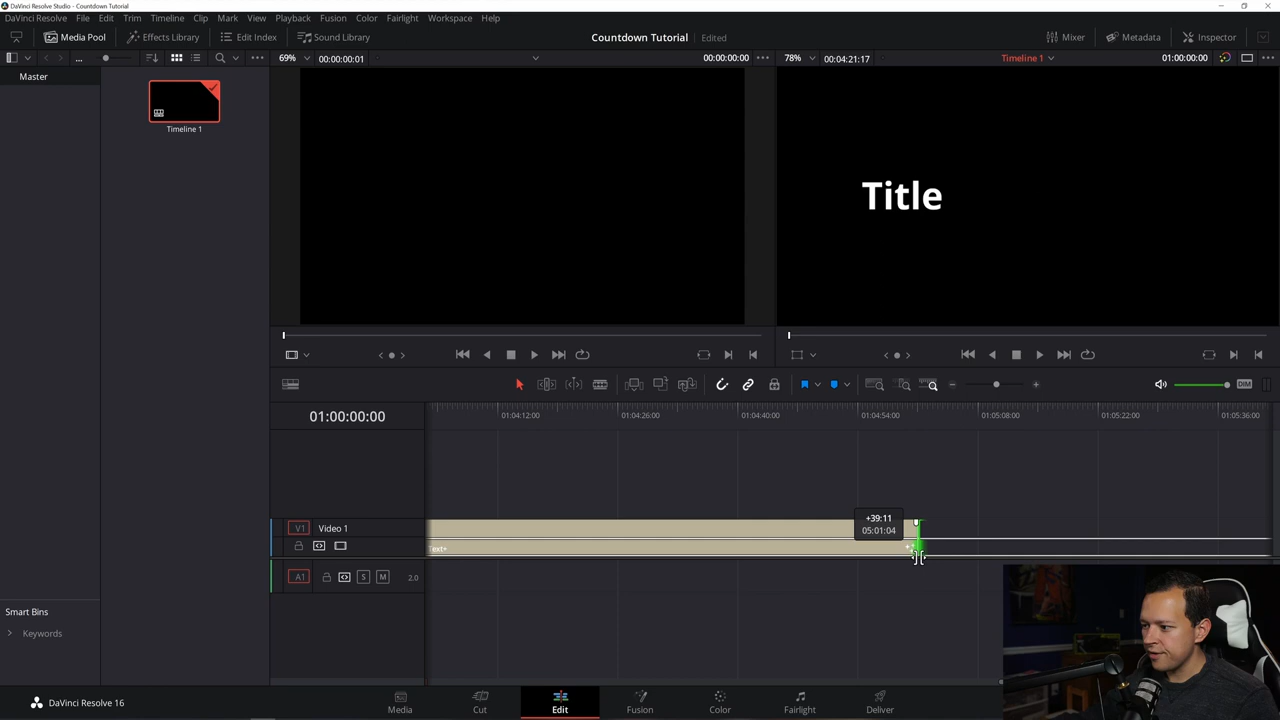 DaVinci Resolve Studio - Countdown Tutorial
DaVinci Resolve File Edit Trim Timeline Clip Mark View Playback Fusion Color Fairlight Workspace Help
Media Pool Effects Library Edit Index Sound Library Countdown Tutorial Edited Mixer Metadata Inspector
... 69% 00:00:00:01 00:00:00:00 ... 78% 00:04:21:17 Timeline 1 01:00:00:00 ...
Master
Timeline 1
Title
DIM
01:00:00:00
01:04:12:00 01:04:26:00 01:04:40:00 01:04:54:00 01:05:08:00 01:05:22:00 01:05:36:00
+39:11
05:01:04
V1 Video 1
Text+
A1 S M 2.0
Smart Bins
Keywords
DaVinci Resolve 16
Media Cut Edit Fusion Color Fairlight Deliver